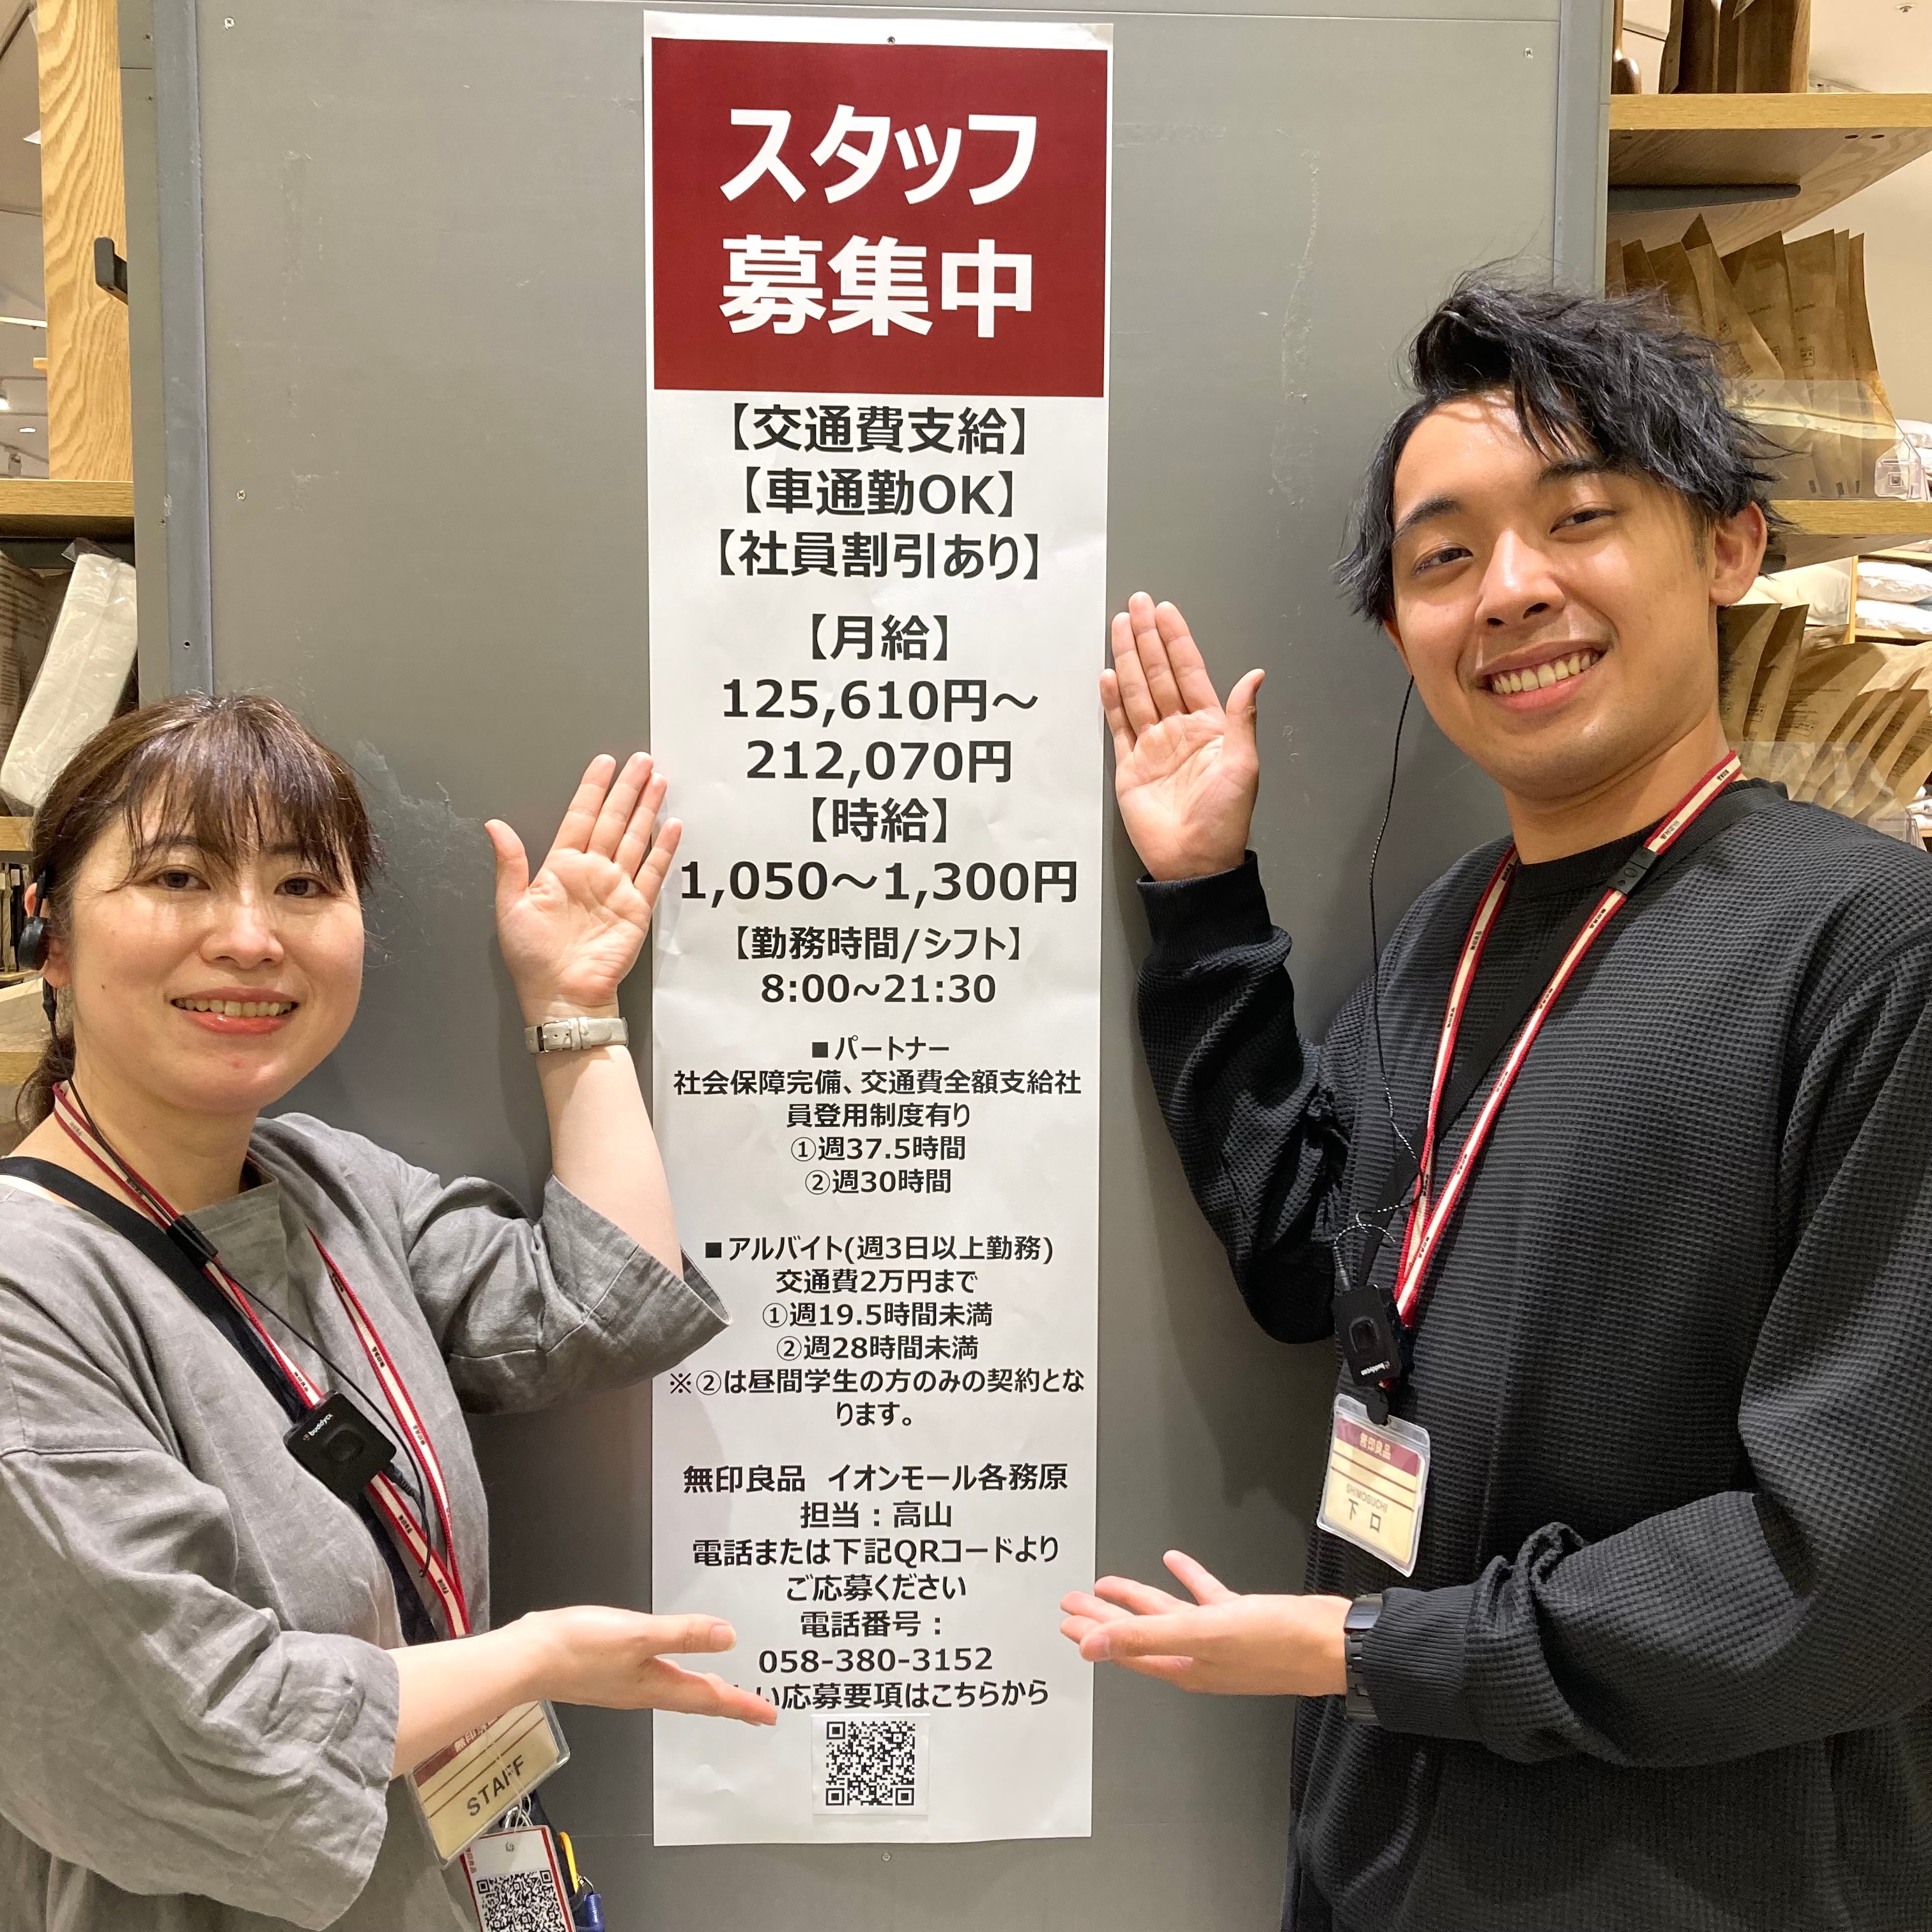 スタッフ
募集中
【交通費支給】
【車通勤OK】
【社員割引あり】
【月給】
125,610円～
212,070円
【時給】
1,050～1,300円
【勤務時間/シフト】
8:00~21:30
■パートナー
社会保障完備、交通費全額支給社
員登用制度有り
①週37.5時間
②週30時間
■アルバイト(週3日以上勤務)
交通費2万円まで
①週19.5時間未満
②週28時間未満
※②は昼間学生の方のみの契約とな
ります。
無印良品　イオンモール各務原
担当：高山
電話または下記QRコードより
ご応募ください
電話番号：
058-380-3152
い応募要項はこちらから
無印良品
STAFF
無印良品
SHIMOGUCHI
下口